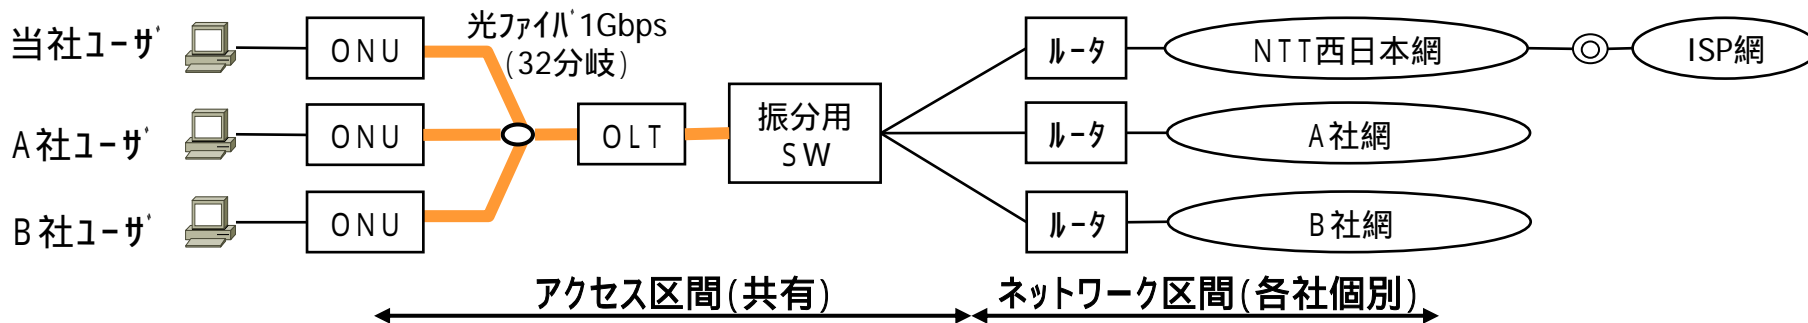 当社ﾕｰｻﾞ
ONU
光ﾌｧｲﾊﾞ1Gbps
(32分岐)
ルータ
NTT西日本網
ISP網
A社ﾕｰｻﾞ
ONU
OLT
振分用
SW
ルータ
A社網
B社ﾕｰｻﾞ
ONU
ルータ
B社網
アクセス区間(共有)
ネットワーク区間(各社個別)